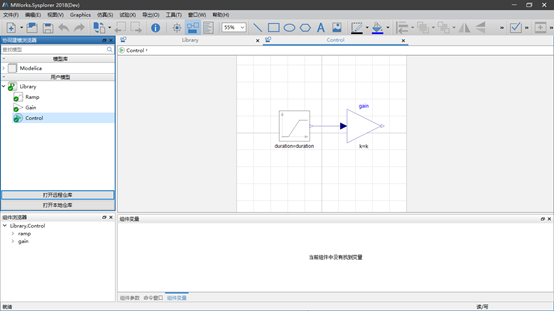 MWorks.Sysplorer 2018(Dev)
文件(F) 编辑(E) 视图(V) Graphics 仿真(S) 试验(X) 导出(O) 工具(T) 窗口(W) 帮助(H)
55%
协同建模浏览器
查找模型
模型库
Modelica
用户模型
Library
Ramp
Gain
Control
打开远程仓库
打开本地仓库
Library
Control
Control
gain
duration=duration
k=k
组件浏览器
Library.Control
ramp
gain
组件变量
当前组件中没有找到变量
组件参数 命令窗口 组件变量
就绪
读/写